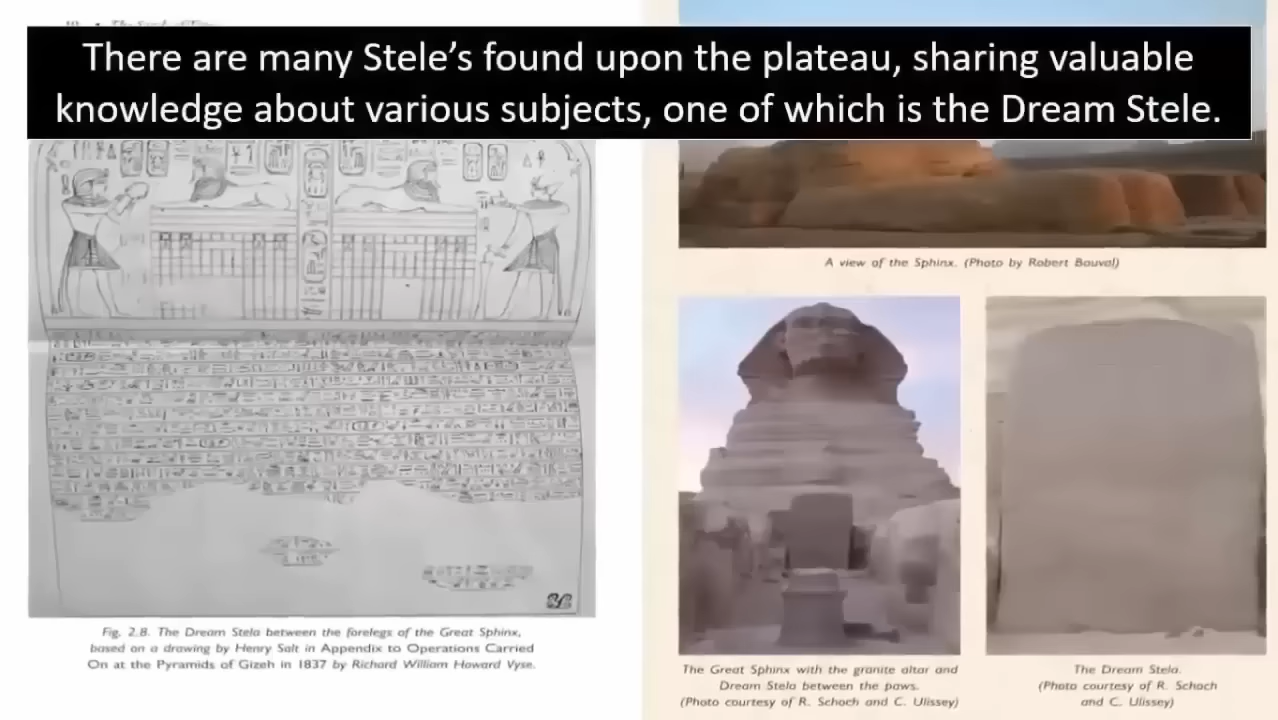 There are many Stele’s found upon the plateau, sharing valuable
knowledge about various subjects, one of which is the Dream Stele.
A view of the Sphinx. (Photo by Robert Bauval)
Fig. 2.8. The Dream Stela between the forelegs of the Great Sphinx,
based on a drawing by Henry Salt in Appendix to Operations Carried
On at the Pyramids of Gizeh in 1837 by Richard William Howard Vyse.
The Great Sphinx with the granite altar and
Dream Stela between the paws.
(Photo courtesy of R. Schoch and C. Ulissey)
The Dream Stela.
(Photo courtesy of R. Schoch
and C. Ulissey)